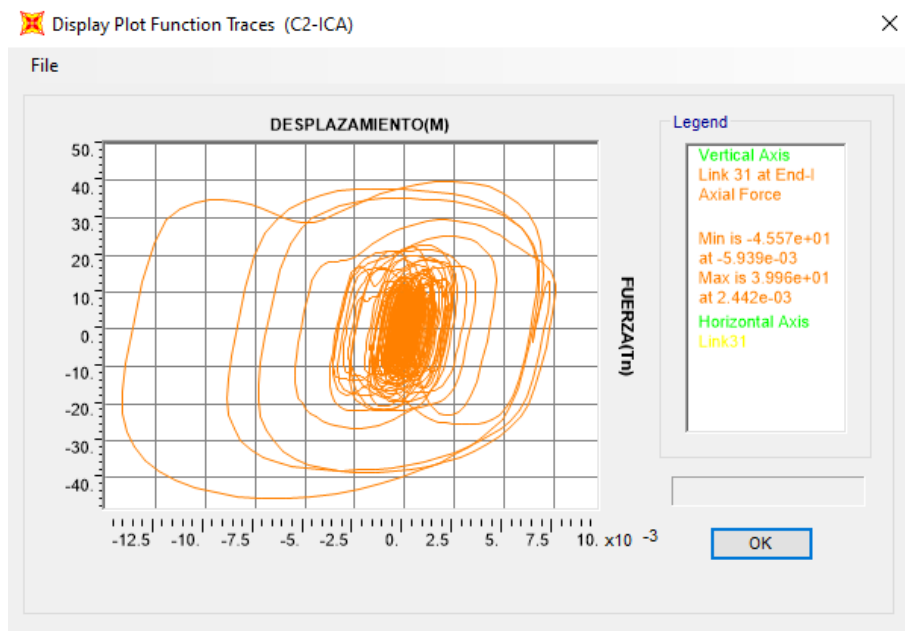 Display Plot Function Traces (C2-ICA)
File
DESPLAZAMIENTO(M)
50.
40.
30.
20.
10.
0.
-10.
-20.
-30.
-40.
FUERZA(Tn)
-12.5 -10. -7.5 -5. -2.5 0. 2.5 5. 7.5 10. x10 -3
Legend
Vertical Axis
Link 31 at End-I
Axial Force
Min is -4.557e+01
at -5.939e-03
Max is 3.996e+01
at 2.442e-03
Horizontal Axis
Link31
OK